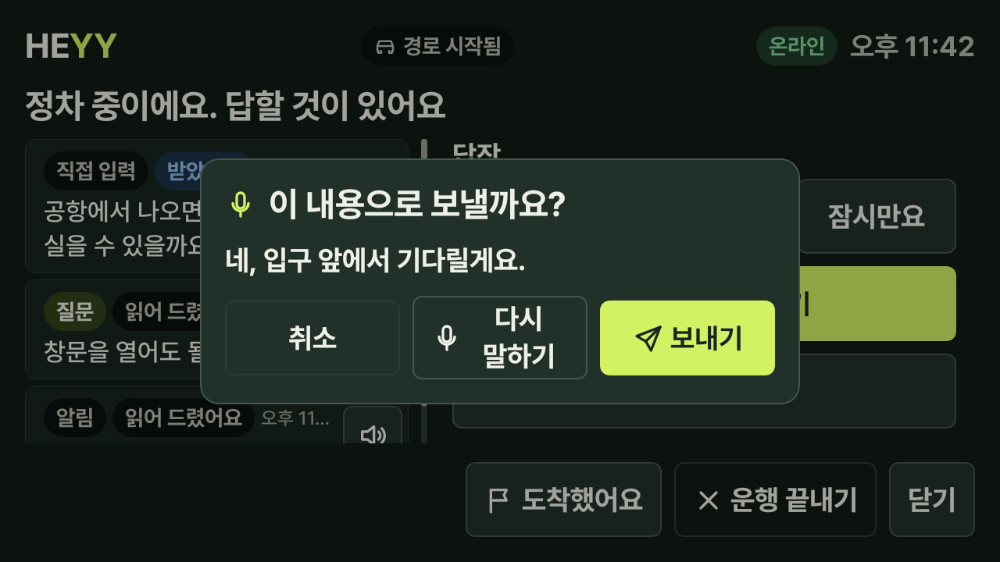 HEYY
경로 시작됨
온라인
오후 11:42
정차 중이에요. 답할 것이 있어요
직접 입력
공항에서 나오면
실을 수 있을까요
질문
창문을 열어도
알림
읽어 드렸어요
오후 11...
답장
잠시만요
이 내용으로 보낼까요?
네, 입구 앞에서 기다릴게요.
취소
다시
말하기
보내기
도착했어요
운행 끝내기
닫기